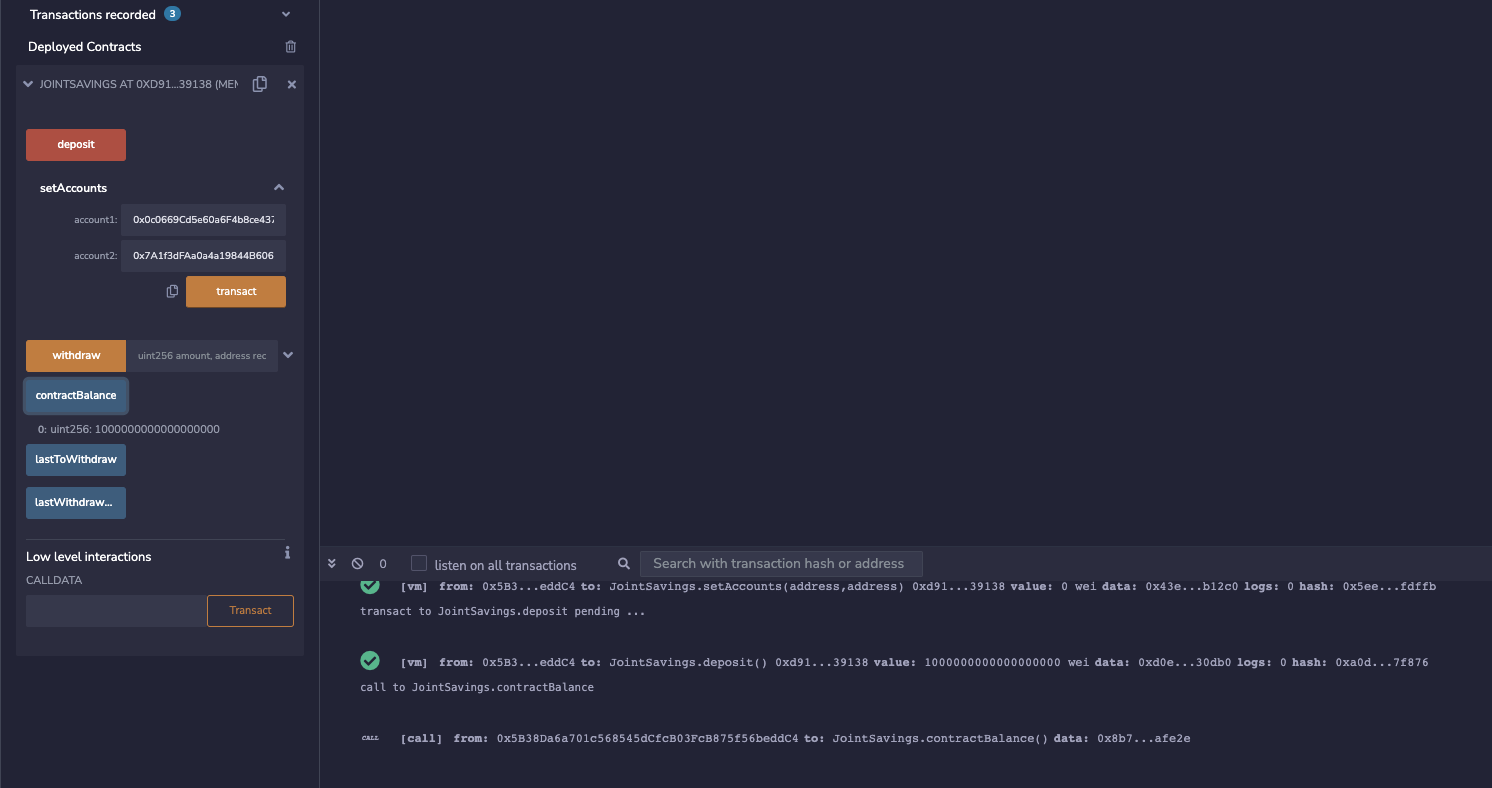 Transactions recorded 3
Deployed Contracts
JOINTSAVINGS AT 0XD91...39138 (MEM
deposit
setAccounts
account1: 0x0c0669Cd5e60a6F4b8ce437
account2: 0x7A1f3dFAa0a4a19844B606
transact
withdraw uint256 amount, address rec
contractBalance
0: uint256: 1000000000000000000
lastToWithdraw
lastWithdraw...
Low level interactions
CALLDATA
Transact
0 listen on all transactions Search with transaction hash or address
[vm] from: 0x5B3...eddC4 to: JointSavings.setAccounts(address,address) 0xd91...39138 value: 0 wei data: 0x43e...b12c0 logs: 0 hash: 0x5ee...fdffb
transact to JointSavings.deposit pending ...
[vm] from: 0x5B3...eddC4 to: JointSavings.deposit() 0xd91...39138 value: 1000000000000000000 wei data: 0xd0e...30db0 logs: 0 hash: 0xa0d...7f876
call to JointSavings.contractBalance
CALL [call] from: 0x5B38Da6a701c568545dCfcB03FcB875f56beddC4 to: JointSavings.contractBalance() data: 0x8b7...afe2e